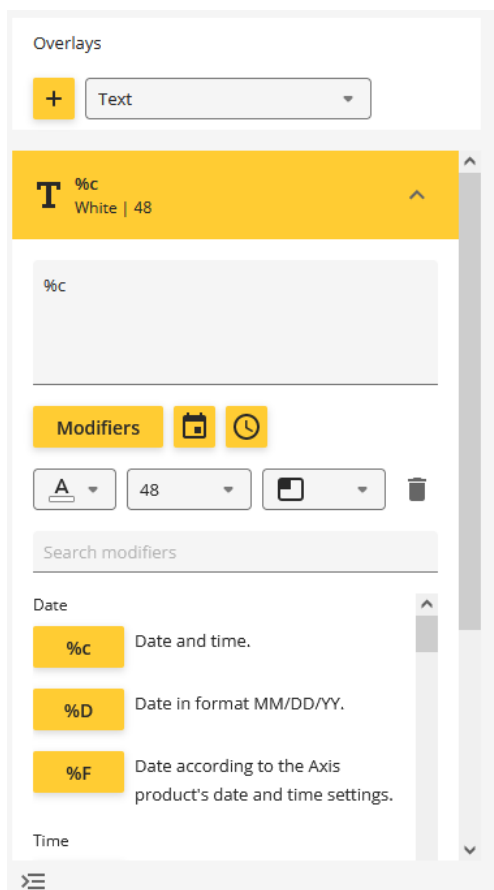 Overlays
+ Text
T %c
White | 48
%c
Modifiers
A 48
Search modifiers
Date
%c Date and time.
%D Date in format MM/DD/YY.
%F Date according to the Axis
product's date and time settings.
Time